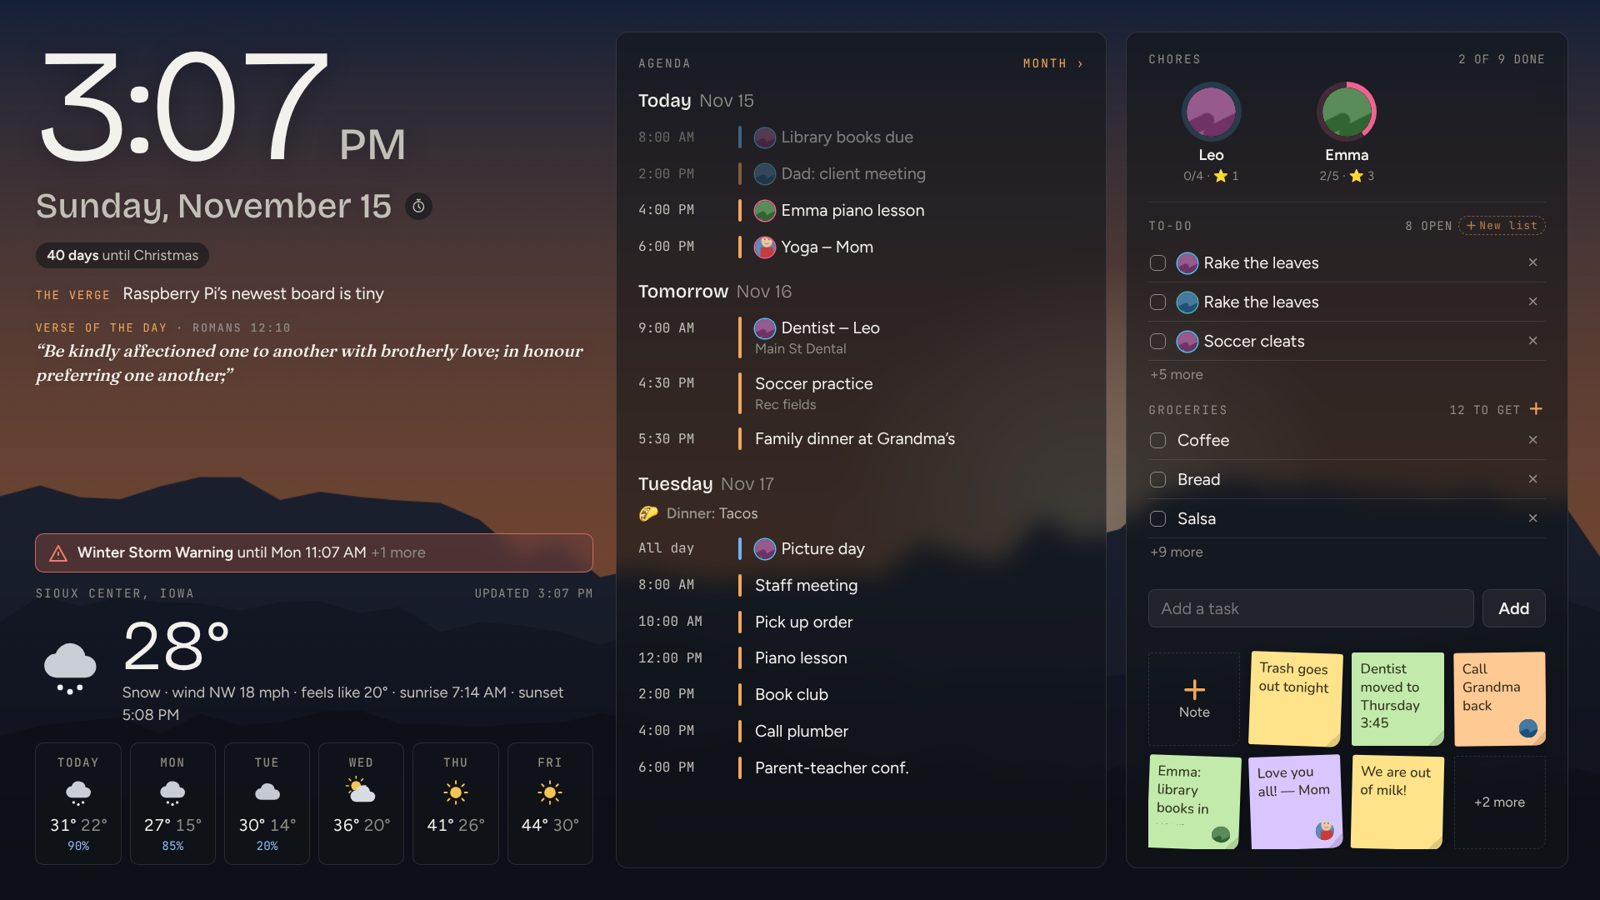 3:07 PM
Sunday, November 15
40 days until Christmas
THE VERGE Raspberry Pi’s newest board is tiny
VERSE OF THE DAY · ROMANS 12:10
“Be kindly affectioned one to another with brotherly love; in honour
preferring one another;”
Winter Storm Warning until Mon 11:07 AM +1 more
SIOUX CENTER, IOWA UPDATED 3:07 PM
28°
Snow · wind NW 18 mph · feels like 20° · sunrise 7:14 AM · sunset
5:08 PM
TODAY MON TUE WED THU FRI
31° 22° 27° 15° 30° 14° 36° 20° 41° 26° 44° 30°
90% 85% 20%
AGENDA MONTH ›
Today Nov 15
8:00 AM Library books due
2:00 PM Dad: client meeting
4:00 PM Emma piano lesson
6:00 PM Yoga – Mom
Tomorrow Nov 16
9:00 AM Dentist – Leo
Main St Dental
4:30 PM Soccer practice
Rec fields
5:30 PM Family dinner at Grandma’s
Tuesday Nov 17
Dinner: Tacos
All day Picture day
8:00 AM Staff meeting
10:00 AM Pick up order
12:00 PM Piano lesson
2:00 PM Book club
4:00 PM Call plumber
6:00 PM Parent-teacher conf.
CHORES 2 OF 9 DONE
Leo Emma
0/4 · ⭐ 1 2/5 · ⭐ 3
TO-DO 8 OPEN + New list
Rake the leaves ×
Rake the leaves ×
Soccer cleats ×
+5 more
GROCERIES 12 TO GET +
Coffee ×
Bread ×
Salsa ×
+9 more
Add a task Add
+
Note
Trash goes
out tonight
Dentist
moved to
Thursday
3:45
Call
Grandma
back
Emma:
library
books in
Love you
all! — Mom
We are out
of milk!
+2 more